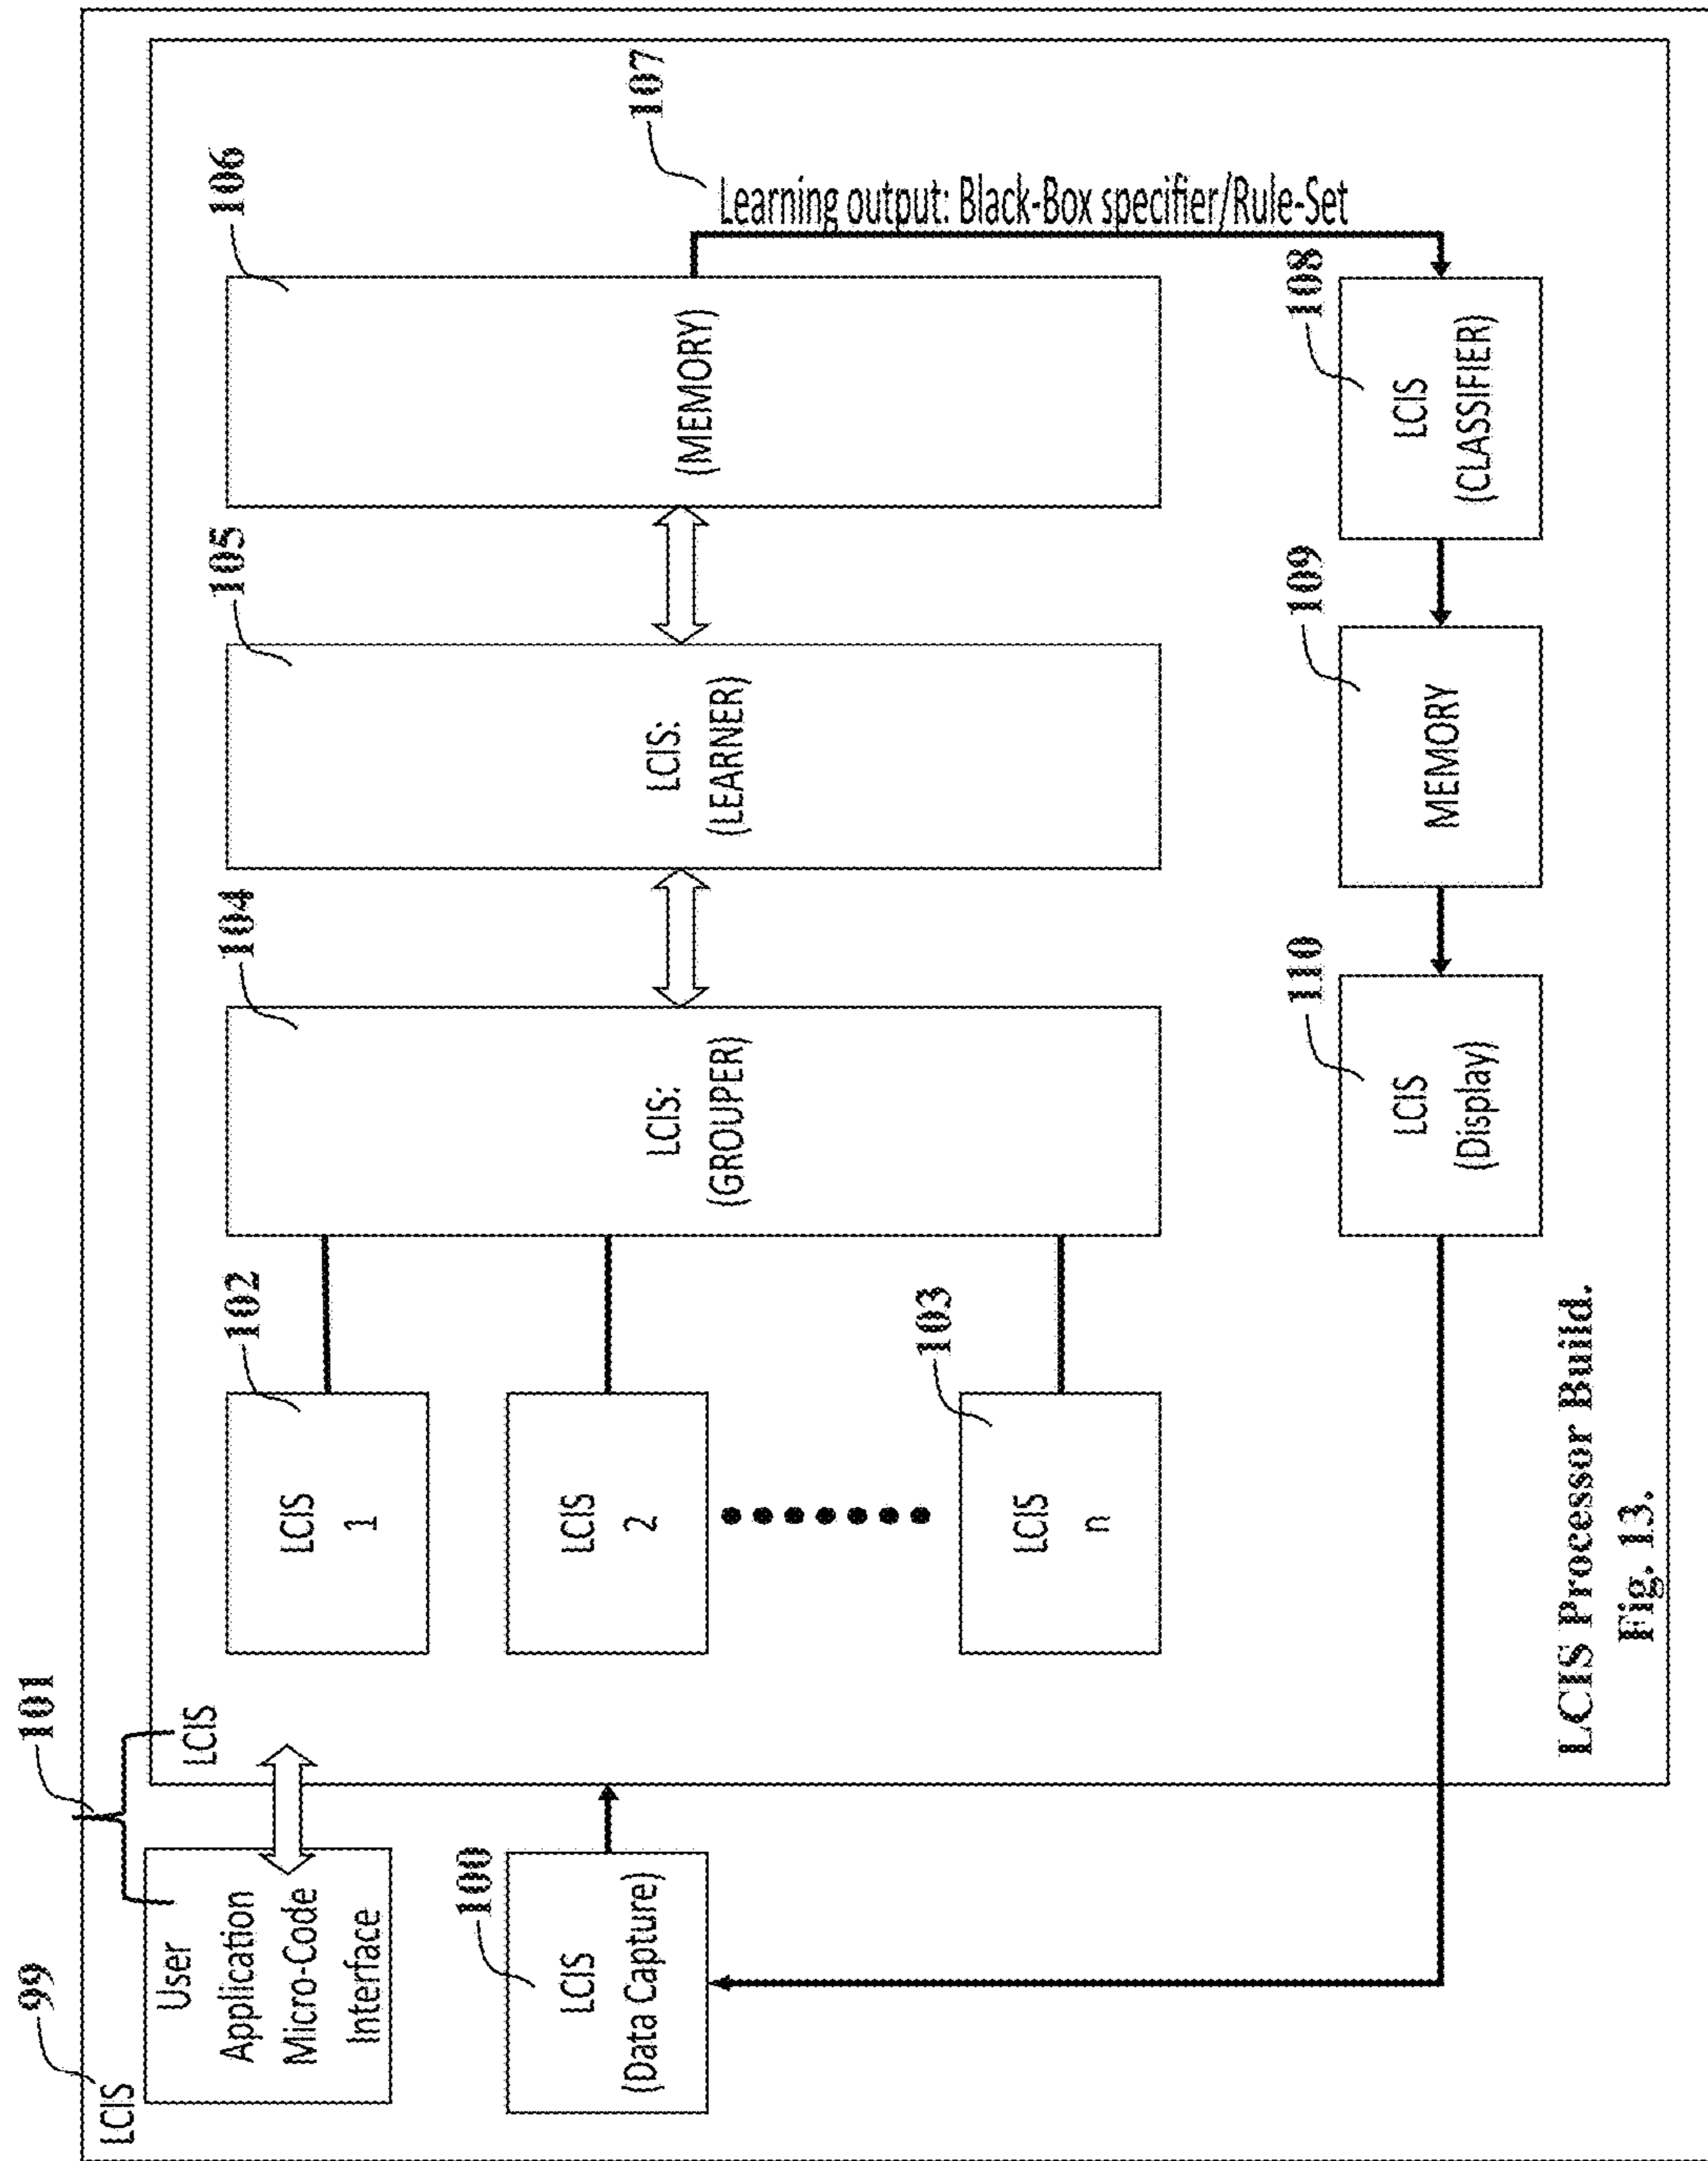 99
LCIS
101
User
Application
Micro-Code
Interface
LCIS
100
LCIS
(Data Capture)
102
LCIS
1
LCIS
2
103
LCIS
n
104
LCIS:
(GROUPER)
105
LCIS:
(LEARNER)
106
(MEMORY)
107
Learning output: Black-Box specifier/Rule-Set
108
LCIS
(CLASSIFIER)
109
MEMORY
110
LCIS
(Display)
LCIS Processor Build.
Fig. 13.